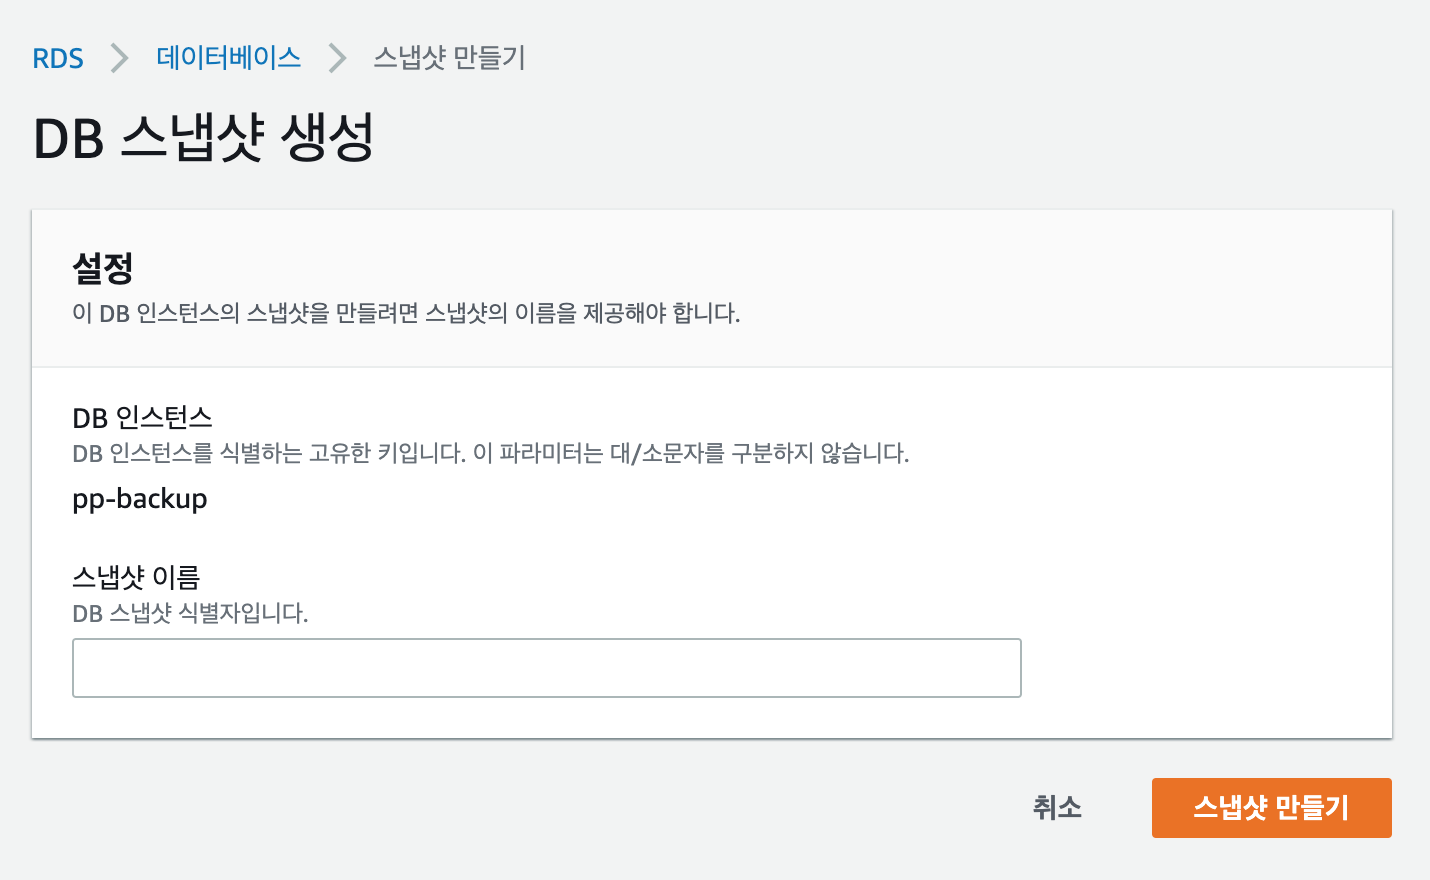 RDS 데이터베이스 스냅샷 만들기
DB 스냅샷 생성
설정
이 DB 인스턴스의 스냅샷을 만들려면 스냅샷의 이름을 제공해야 합니다.
DB 인스턴스
DB 인스턴스를 식별하는 고유한 키입니다. 이 파라미터는 대/소문자를 구분하지 않습니다.
pp-backup
스냅샷 이름
DB 스냅샷 식별자입니다.
취소 스냅샷 만들기